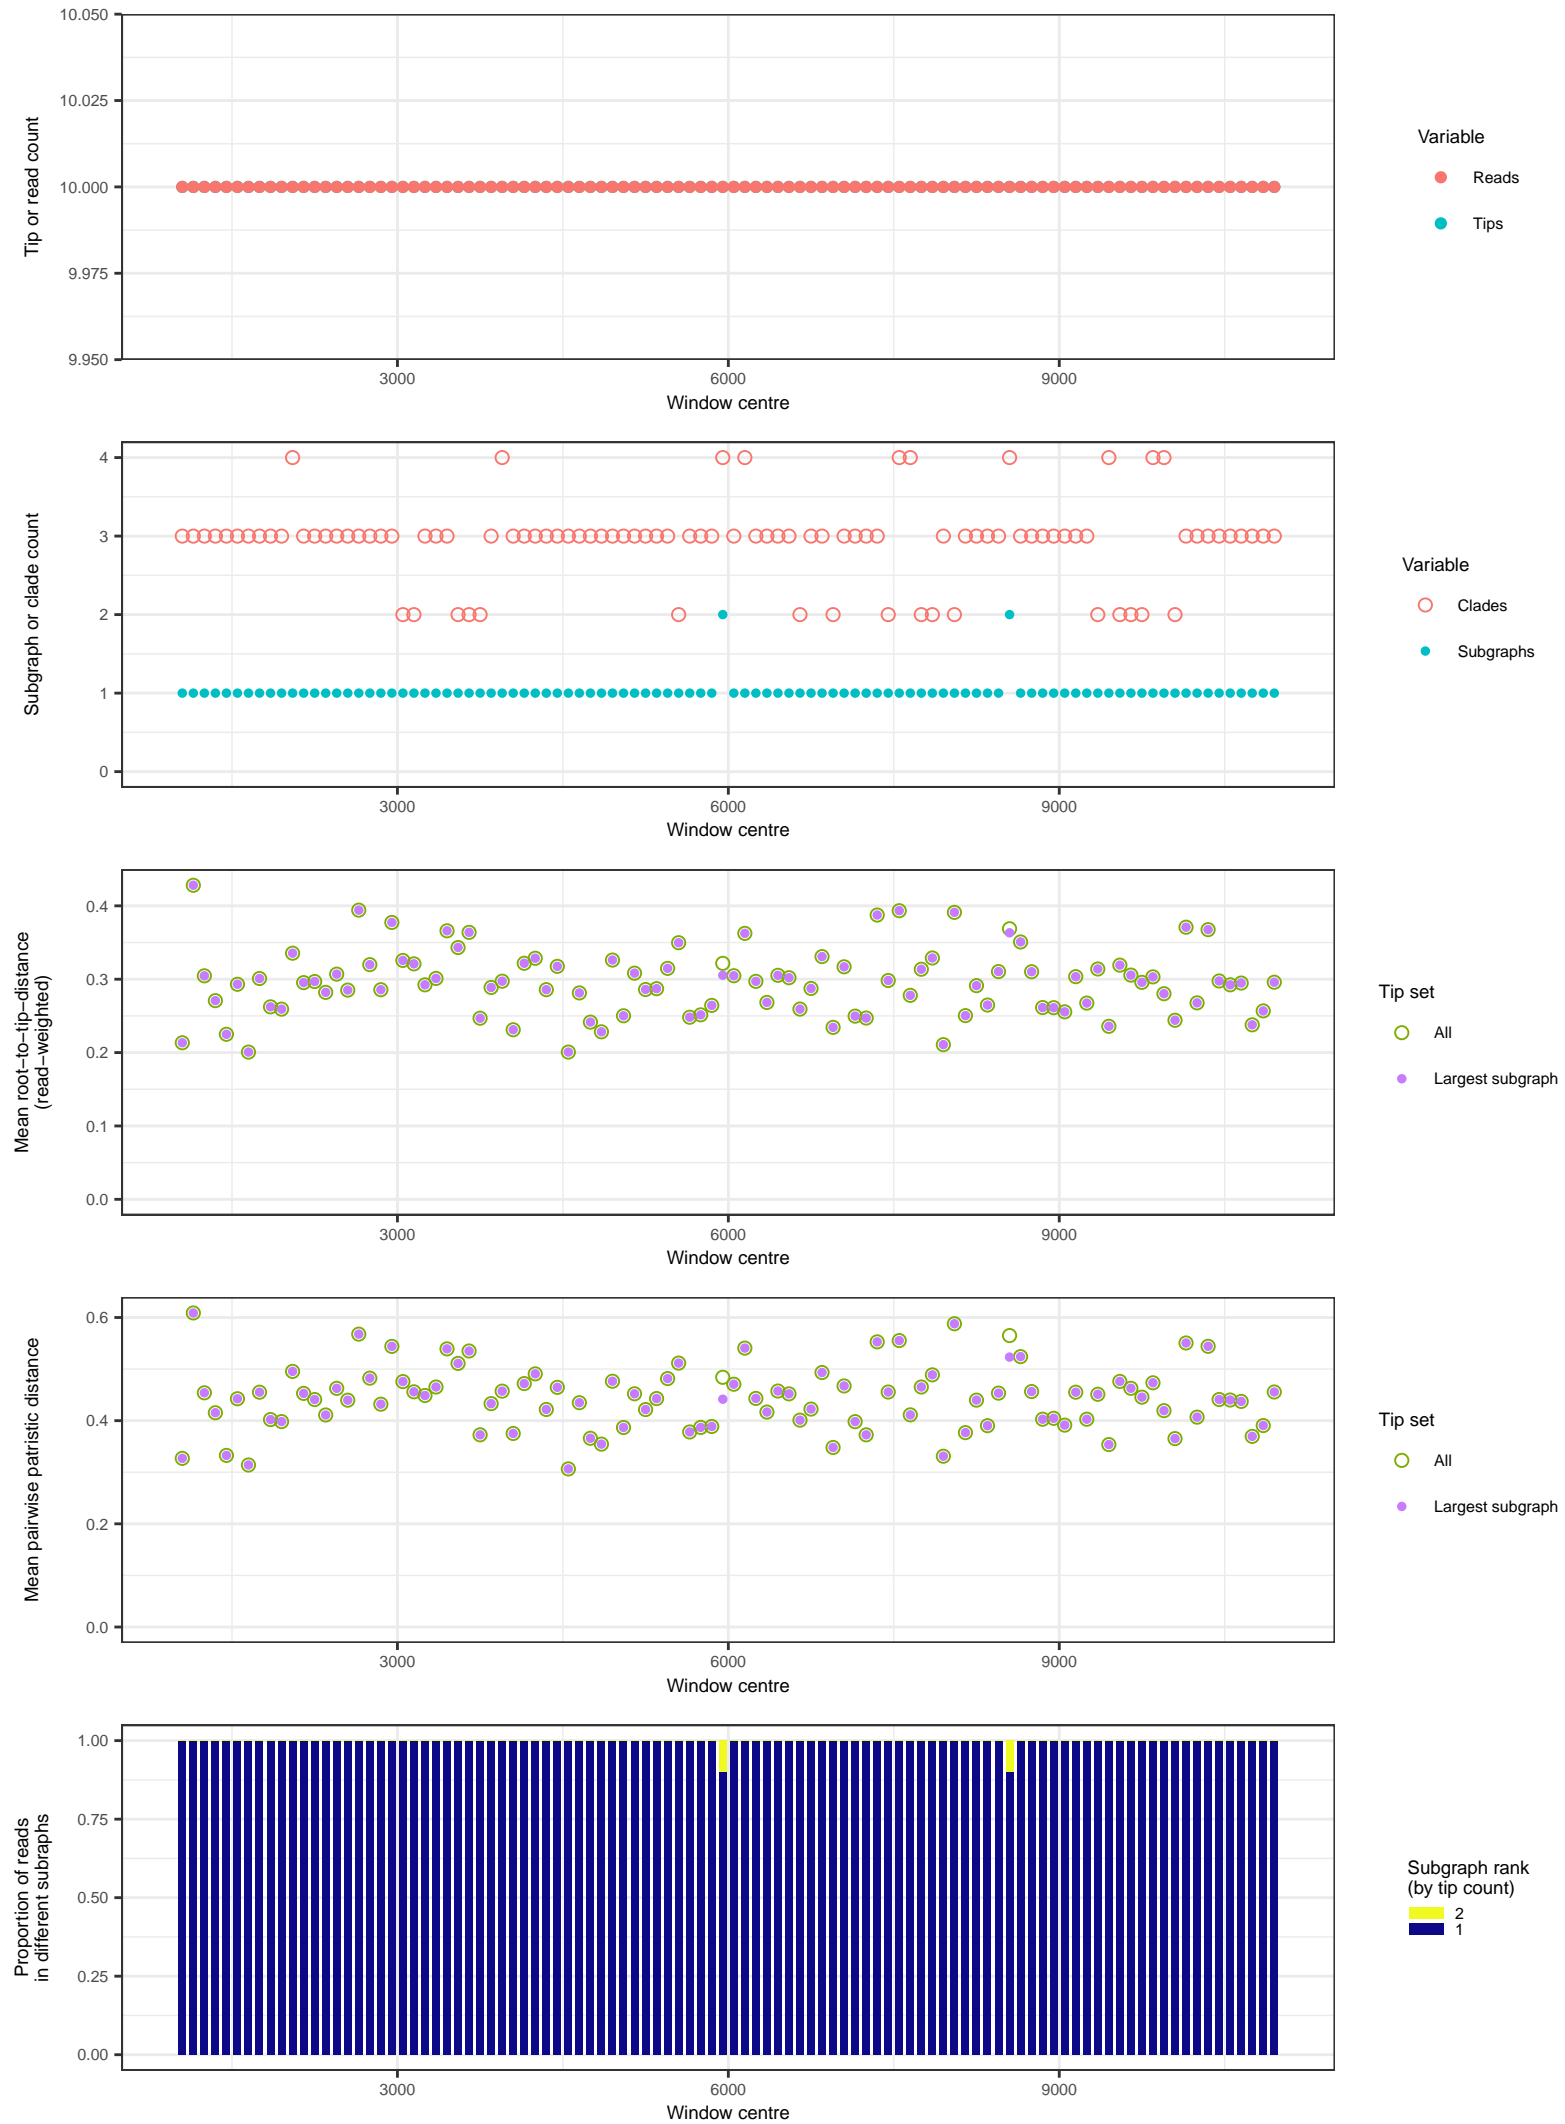 10.050
10.025
10.000
9.975
9.950
Tip or read count
3000 6000 9000
Window centre
Variable
Reads
Tips
4
3
2
1
0
Subgraph or clade count
3000 6000 9000
Window centre
Variable
Clades
Subgraphs
0.4
0.3
0.2
0.1
0.0
Mean root−to−tip−distance
(read−weighted)
3000 6000 9000
Window centre
Tip set
All
Largest subgraph
0.6
0.4
0.2
0.0
Mean pairwise patristic distance
3000 6000 9000
Window centre
Tip set
All
Largest subgraph
1.00
0.75
0.50
0.25
0.00
Proportion of reads
in different subraphs
3000 6000 9000
Window centre
Subgraph rank
(by tip count)
2
1